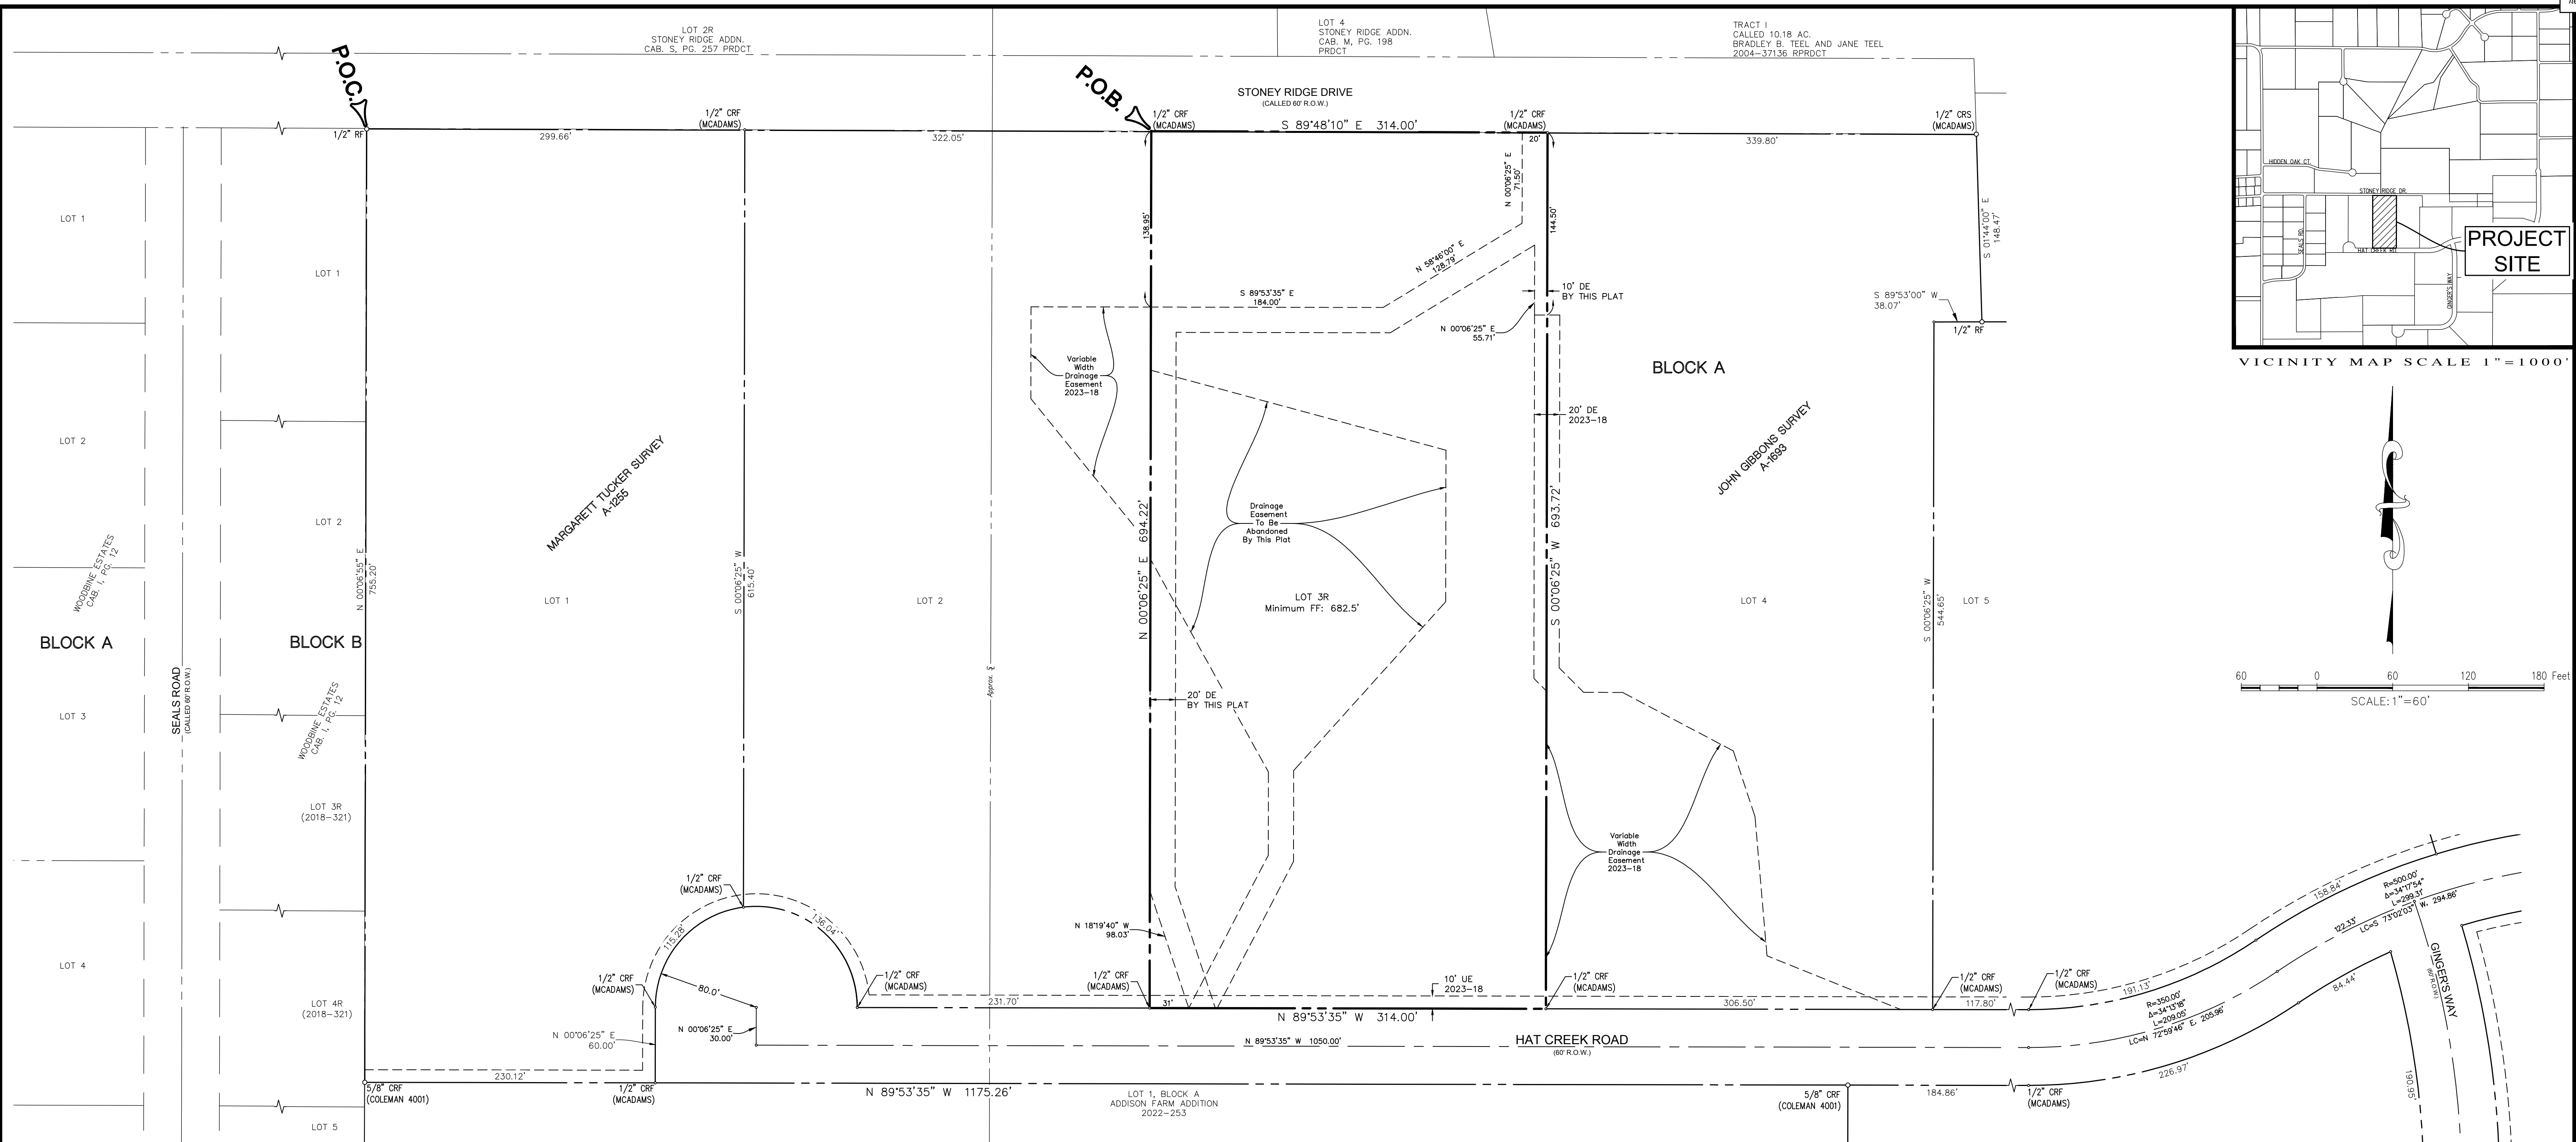 LOT 2R
STONEY RIDGE ADDN.
CAB. S, PG. 257 PRDCT
LOT 4
STONEY RIDGE ADDN.
CAB. M, PG. 198
PRDCT
TRACT I
CALLED 10.18 AC.
BRADLEY B. TEEL AND JANE TEEL
2004-37136 RPRDCT
P.O.C.
P.O.B.
STONEY RIDGE DRIVE
(CALLED 60' R.O.W.)
1/2" RF
299.66'
1/2" CRF
(MCADAMS)
322.05'
1/2" CRF
(MCADAMS)
S 89°48'10" E 314.00'
1/2" CRF
(MCADAMS)
20'
339.80'
1/2" CRS
(MCADAMS)
N 00°06'25" E
71.50'
138.95'
144.50'
S 01°44'00" E
148.47'
LOT 1
LOT 1
N 58°46'00" E
128.79'
S 89°53'35" E
184.00'
10' DE
BY THIS PLAT
S 89°53'00" W
38.07'
1/2" RF
N 00°06'25" E
55.71'
Variable
Width
Drainage
Easement
2023-18
BLOCK A
20' DE
2023-18
LOT 2
LOT 2
MARGARETT TUCKER SURVEY
A-1255
JOHN GIBBONS SURVEY
A-1693
Drainage
Easement
To Be
Abandoned
By This Plat
N 00°06'25" E 694.22'
S 00°06'25" W 693.72'
WOODBINE ESTATES
CAB. I, PG. 12
N 00°06'55" E
755.20'
S 00°06'25" W
615.40'
LOT 1
LOT 2
LOT 3R
Minimum FF: 682.5'
LOT 4
S 00°06'25" W
544.65'
LOT 5
BLOCK A
BLOCK B
SEALS ROAD
(CALLED 60' R.O.W.)
WOODBINE ESTATES
CAB. I, PG. 12
Approx.
20' DE
BY THIS PLAT
LOT 3
LOT 3R
(2018-321)
Variable
Width
Drainage
Easement
2023-18
1/2" CRF
(MCADAMS)
115.28'
136.04'
80.0'
LOT 4
LOT 4R
(2018-321)
N 18°19'40" W
98.03'
1/2" CRF
(MCADAMS)
1/2" CRF
(MCADAMS)
231.70'
1/2" CRF
(MCADAMS)
31'
10' UE
2023-18
1/2" CRF
(MCADAMS)
306.50'
1/2" CRF
(MCADAMS)
117.80'
1/2" CRF
(MCADAMS)
191.13'
158.84'
N 00°06'25" E
60.00'
N 00°06'25" E
30.00'
N 89°53'35" W 314.00'
N 89°53'35" W 1050.00'
HAT CREEK ROAD
(60' R.O.W.)
R=500.00'
Δ=34°17'54"
L=299.31'
LC=S 73°02'03" W, 294.86'
122.33'
R=350.00'
Δ=34°13'18"
L=209.05'
LC=N 72°59'46" E, 205.96'
84.44'
226.97'
GINGER'S WAY
(60' R.O.W.)
190.95'
230.12'
5/8" CRF
(COLEMAN 4001)
1/2" CRF
(MCADAMS)
N 89°53'35" W 1175.26'
LOT 1, BLOCK A
ADDISON FARM ADDITION
2022-253
5/8" CRF
(COLEMAN 4001)
184.86'
1/2" CRF
(MCADAMS)
LOT 5
HIDDEN OAK CT.
STONEY RIDGE DR.
SEALS RD.
HAT CREEK RD.
GINGER'S WAY
PROJECT
SITE
VICINITY MAP SCALE 1"=1000'
60 0 60 120 180 Feet
SCALE: 1"=60'